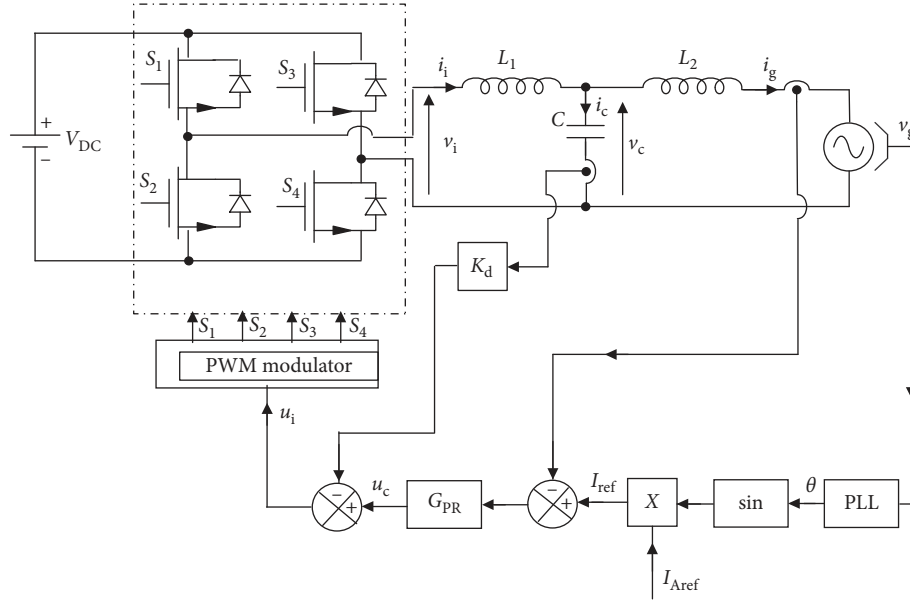 S1
S3
+
VDC
−
S2
S4
ii
L1
L2
ig
ic
C
vi
vc
vg
Kd
S1 S2 S3 S4
PWM modulator
ui
−
+
uc
GPR
−
+
Iref
X
sin
θ
PLL
IAref